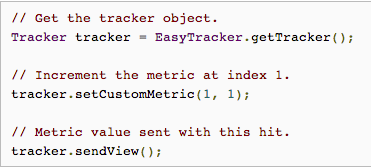 // Get the tracker object.
Tracker tracker = EasyTracker.getTracker();
// Increment the metric at index 1.
tracker.setCustomMetric(1, 1);
// Metric value sent with this hit.
tracker.sendView();